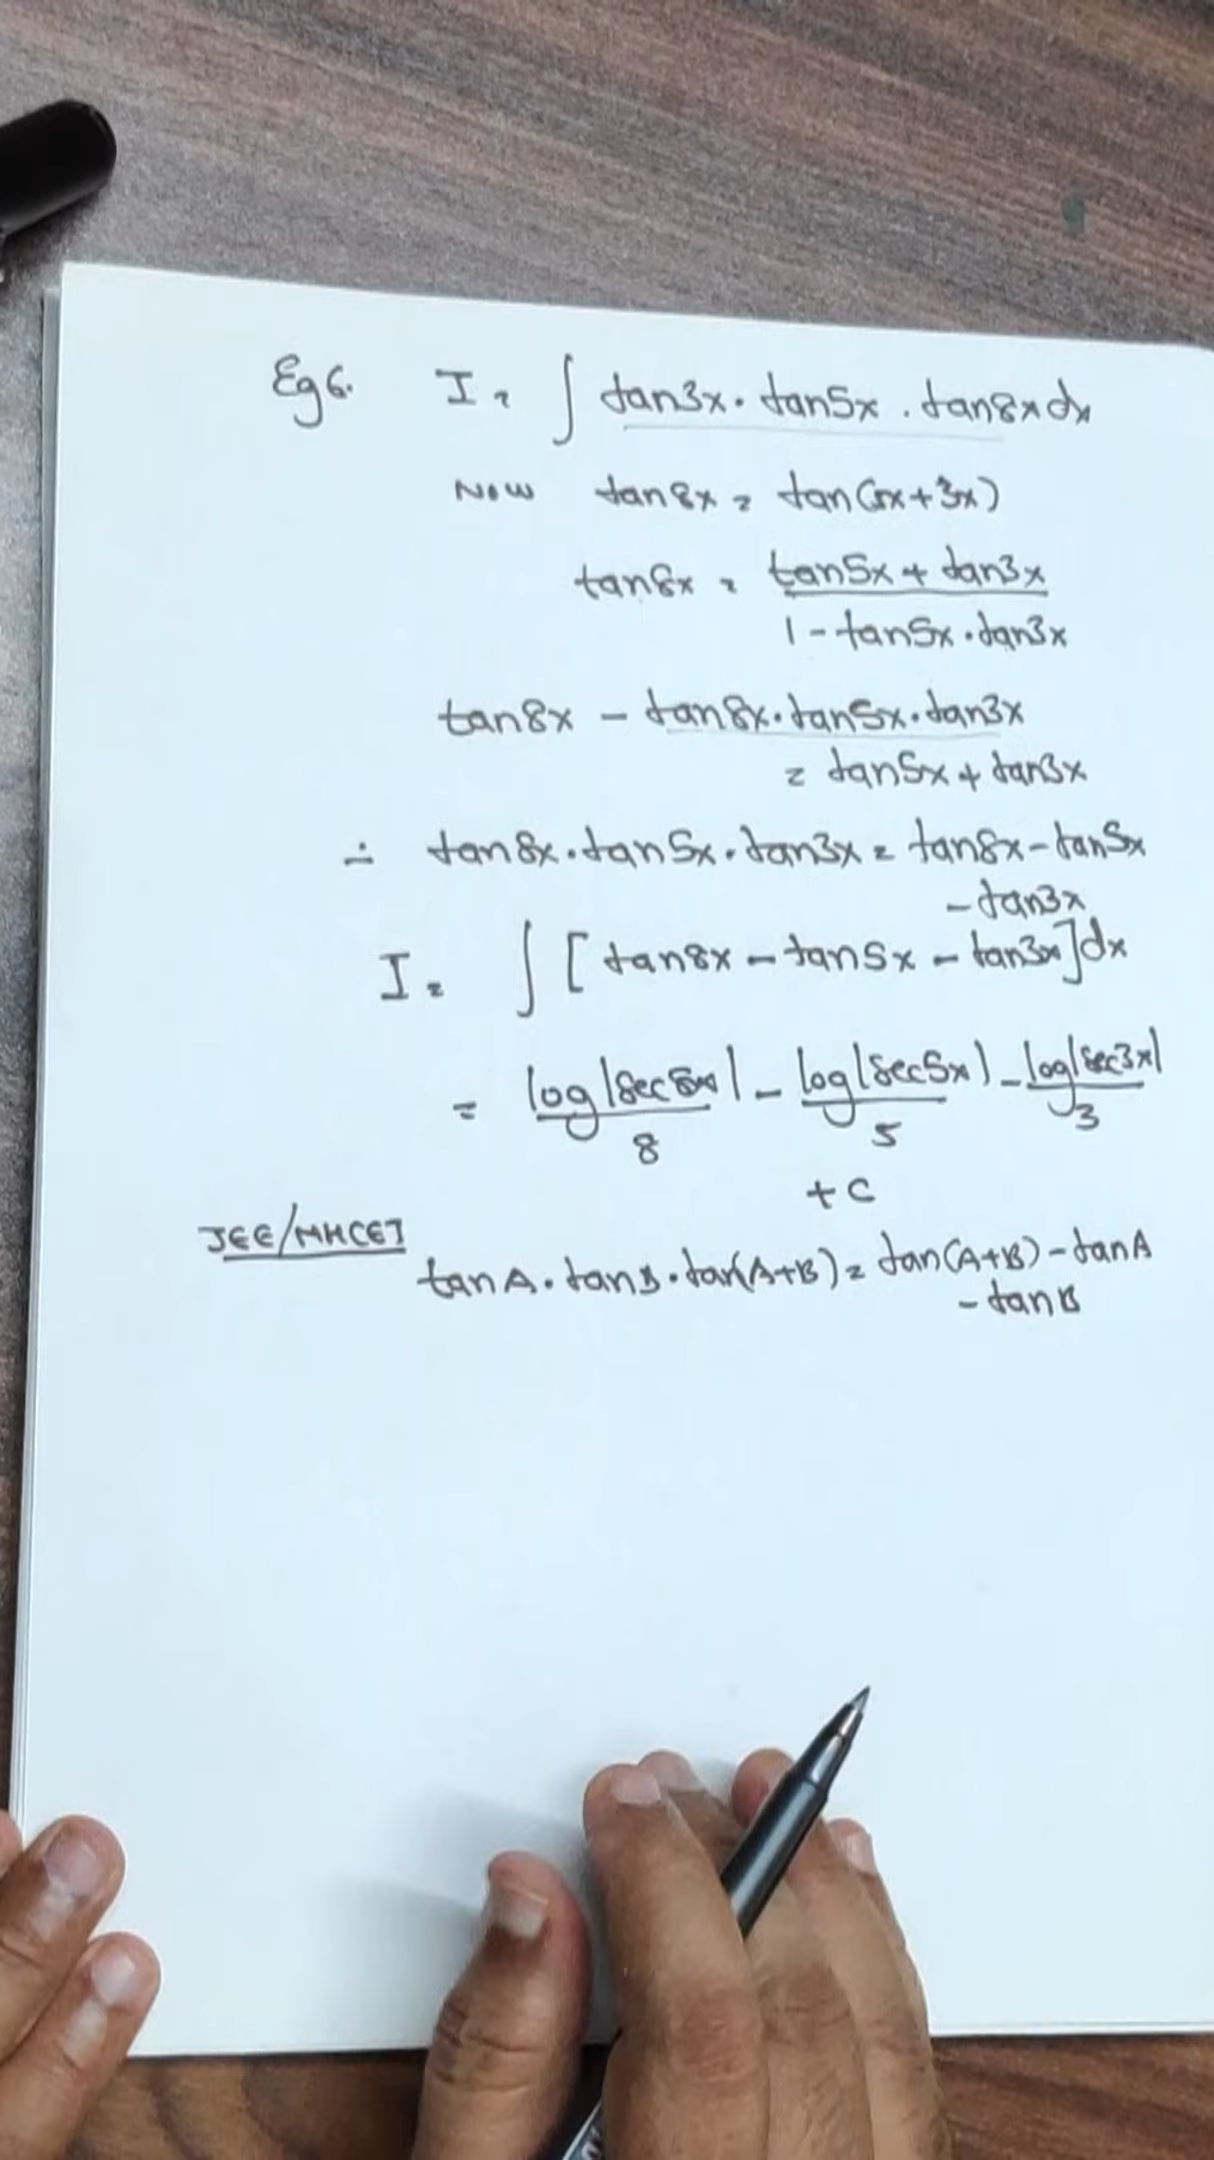 Eg 6. I = ∫ tan3x · tan5x · tan8x dx
Now tan8x = tan(5x+3x)
tan8x = tan5x + tan3x
1 - tan5x · tan3x
tan8x - tan8x · tan5x · tan3x
= tan5x + tan3x
∴ tan8x · tan5x · tan3x = tan8x - tan5x
- tan3x
I = ∫ [ tan8x - tan5x - tan3x ] dx
= log|sec8x| - log|sec5x| - log|sec3x|
8 5 3
+ c
JEE/MHCET
tanA · tanB · tan(A+B) = tan(A+B) - tanA
- tanB